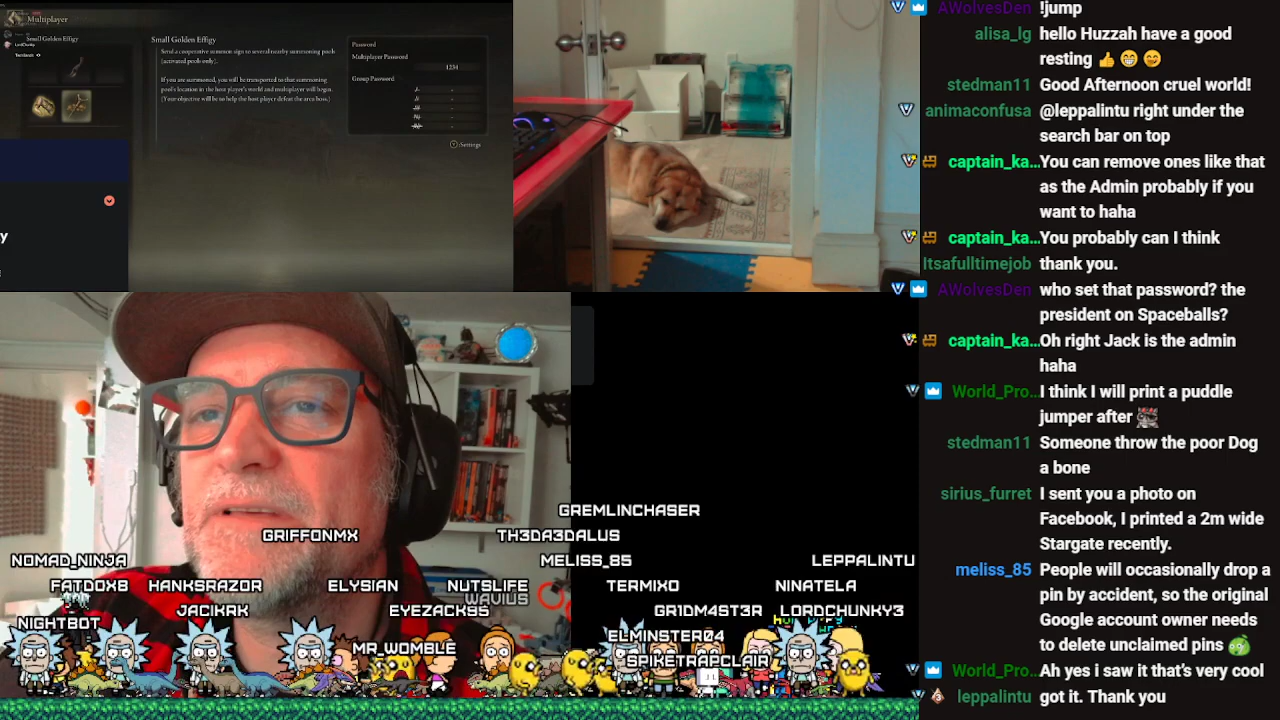 Multiplayer
Small Golden Effigy
Small Golden Effigy
Send a cooperative summon sign to several nearby summoning pools
(activated pools only).
If you are summoned, you will be transported to that summoning
pool's location in the host player's world and multiplayer will begin.
(Your objective will be to help the host player defeat the area boss.)
Password
Multiplayer Password
1234
Group Password
:Settings
y
AWolvesDen !jump
alisa_lg hello Huzzah have a good
resting
stedman11 Good Afternoon cruel world!
animaconfusa @leppalintu right under the
search bar on top
captain_ka... You can remove ones like that
as the Admin probably if you
want to haha
captain_ka... You probably can I think
Itsafulltimejob thank you.
AWolvesDen who set that password? the
president on Spaceballs?
captain_ka... Oh right Jack is the admin
haha
World_Pro... I think I will print a puddle
jumper after
stedman11 Someone throw the poor Dog
a bone
sirius_furret I sent you a photo on
Facebook, I printed a 2m wide
Stargate recently.
meliss_85 People will occasionally drop a
pin by accident, so the original
Google account owner needs
to delete unclaimed pins
World_Pro... Ah yes i saw it that's very cool
leppalintu got it. Thank you
GREMLINCHASER
GRIFFONMX
TH3DA3DALUS
NOMAD_NINJA
MELISS_85
LEPPALINTU
FATDOX8
HANKSRAZOR
ELYSIAN
NUTSLIFE
TERMIXO
NINATELA
WAVIUS
JACIKRK
EYEZACK95
GR1DM4ST3R
LORDCHUNKY3
NIGHTBOT
ELMINSTER04
MR_WOMBLE
SPIKETRAPCLAIR